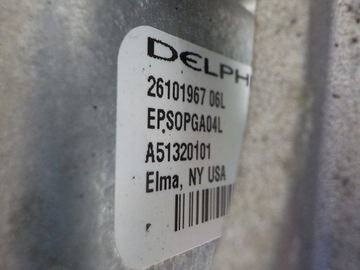 DELPH
26101967 06L
EPSOPGA04L
A51320101
Elma, NY USA